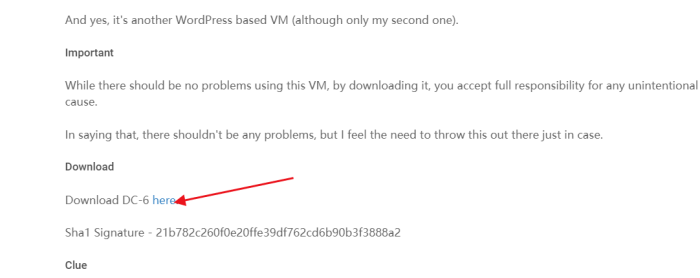 And yes, it's another WordPress based VM (although only my second one).
Important
While there should be no problems using this VM, by downloading it, you accept full responsibility for any unintentional
cause.
In saying that, there shouldn't be any problems, but I feel the need to throw this out there just in case.
Download
Download DC-6 here
Sha1 Signature - 21b782c260f0e20ffe39df762cd6b90b3f3888a2
Clue